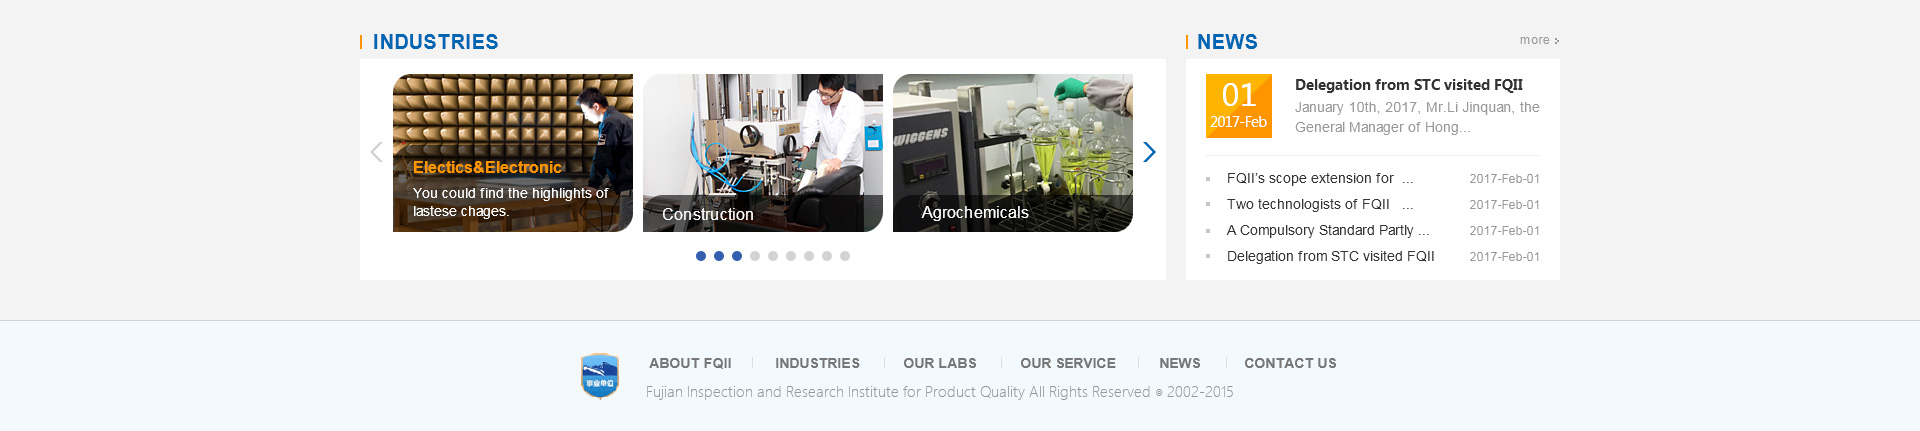 INDUSTRIES
Electics&Electronic
You could find the highlights of
lastese chages.
Construction
WIGGENS
Agrochemicals
NEWS
more
01
2017-Feb
Delegation from STC visited FQII
January 10th, 2017, Mr.Li Jinquan, the
General Manager of Hong...
FQII's scope extension for ... 2017-Feb-01
Two technologists of FQII ... 2017-Feb-01
A Compulsory Standard Partly ... 2017-Feb-01
Delegation from STC visited FQII 2017-Feb-01
事业单位
ABOUT FQII INDUSTRIES OUR LABS OUR SERVICE NEWS CONTACT US
Fujian Inspection and Research Institute for Product Quality All Rights Reserved ® 2002-2015